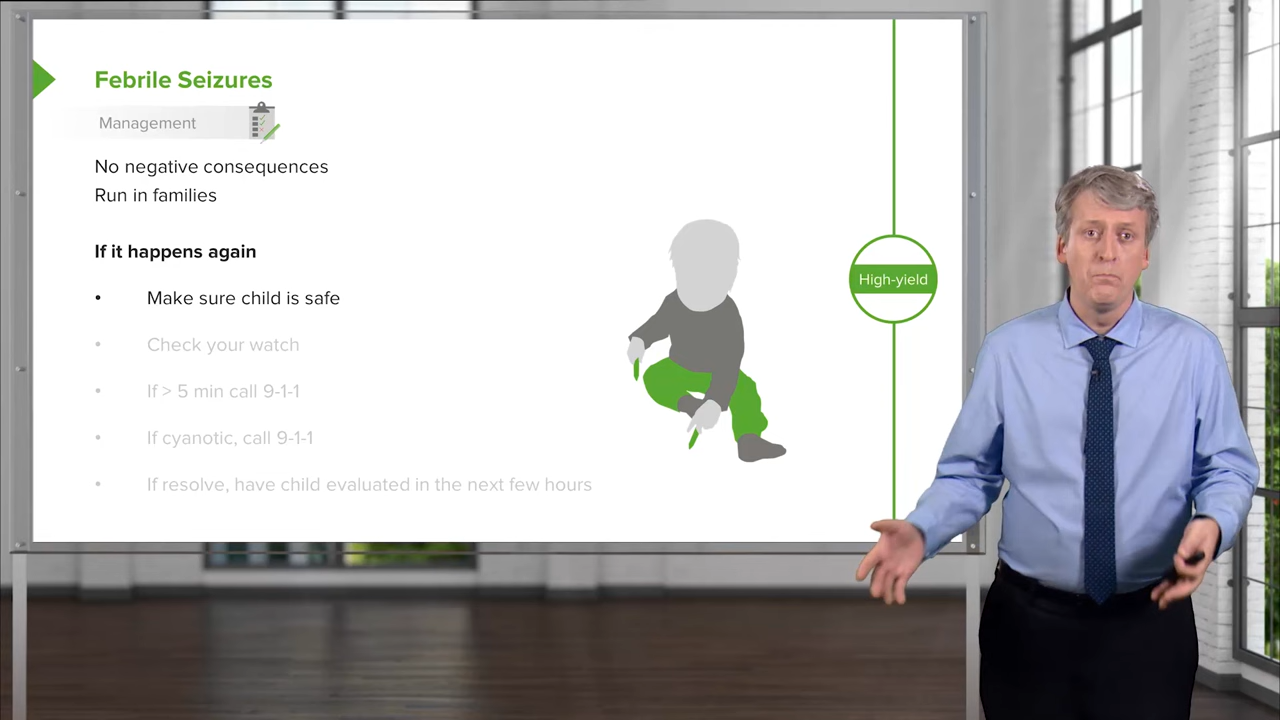 Febrile Seizures
Management
No negative consequences
Run in families
If it happens again
• Make sure child is safe
• Check your watch
• If > 5 min call 9-1-1
• If cyanotic, call 9-1-1
• If resolve, have child evaluated in the next few hours
High-yield